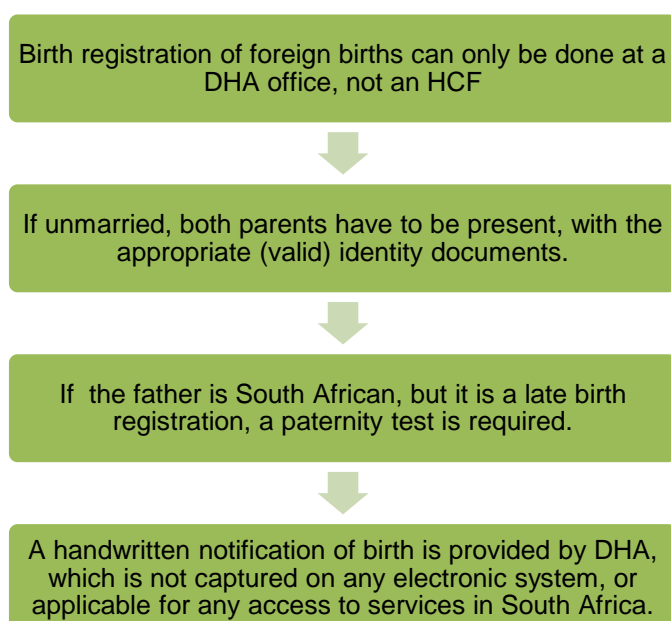 Birth registration of foreign births can only be done at a
DHA office, not an HCF
If unmarried, both parents have to be present, with the
appropriate (valid) identity documents.
If the father is South African, but it is a late birth
registration, a paternity test is required.
A handwritten notification of birth is provided by DHA,
which is not captured on any electronic system, or
applicable for any access to services in South Africa.